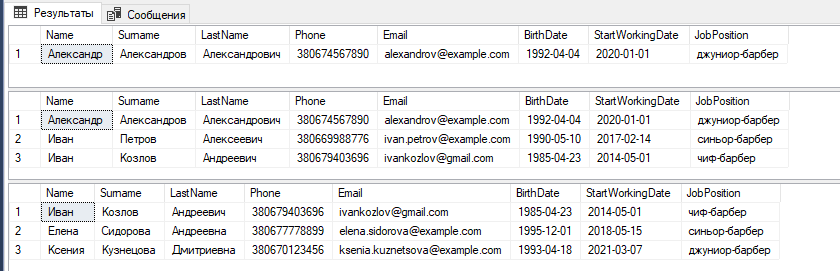 Результаты Сообщения
Name Surname LastName Phone Email BirthDate StartWorkingDate JobPosition
1 Александр Александров Александрович 380674567890 alexandrov@example.com 1992-04-04 2020-01-01 джуниор-барбер
Name Surname LastName Phone Email BirthDate StartWorkingDate JobPosition
1 Александр Александров Александрович 380674567890 alexandrov@example.com 1992-04-04 2020-01-01 джуниор-барбер
2 Иван Петров Алексеевич 380669988776 ivan.petrov@example.com 1990-05-10 2017-02-14 синьор-барбер
3 Иван Козлов Андреевич 380679403696 ivankozlov@gmail.com 1985-04-23 2014-05-01 чиф-барбер
Name Surname LastName Phone Email BirthDate StartWorkingDate JobPosition
1 Иван Козлов Андреевич 380679403696 ivankozlov@gmail.com 1985-04-23 2014-05-01 чиф-барбер
2 Елена Сидорова Андреевна 380677778899 elena.sidorova@example.com 1995-12-01 2018-05-15 синьор-барбер
3 Ксения Кузнецова Дмитриевна 380670123456 ksenia.kuznetsova@example.com 1993-04-18 2021-03-07 джуниор-барбер